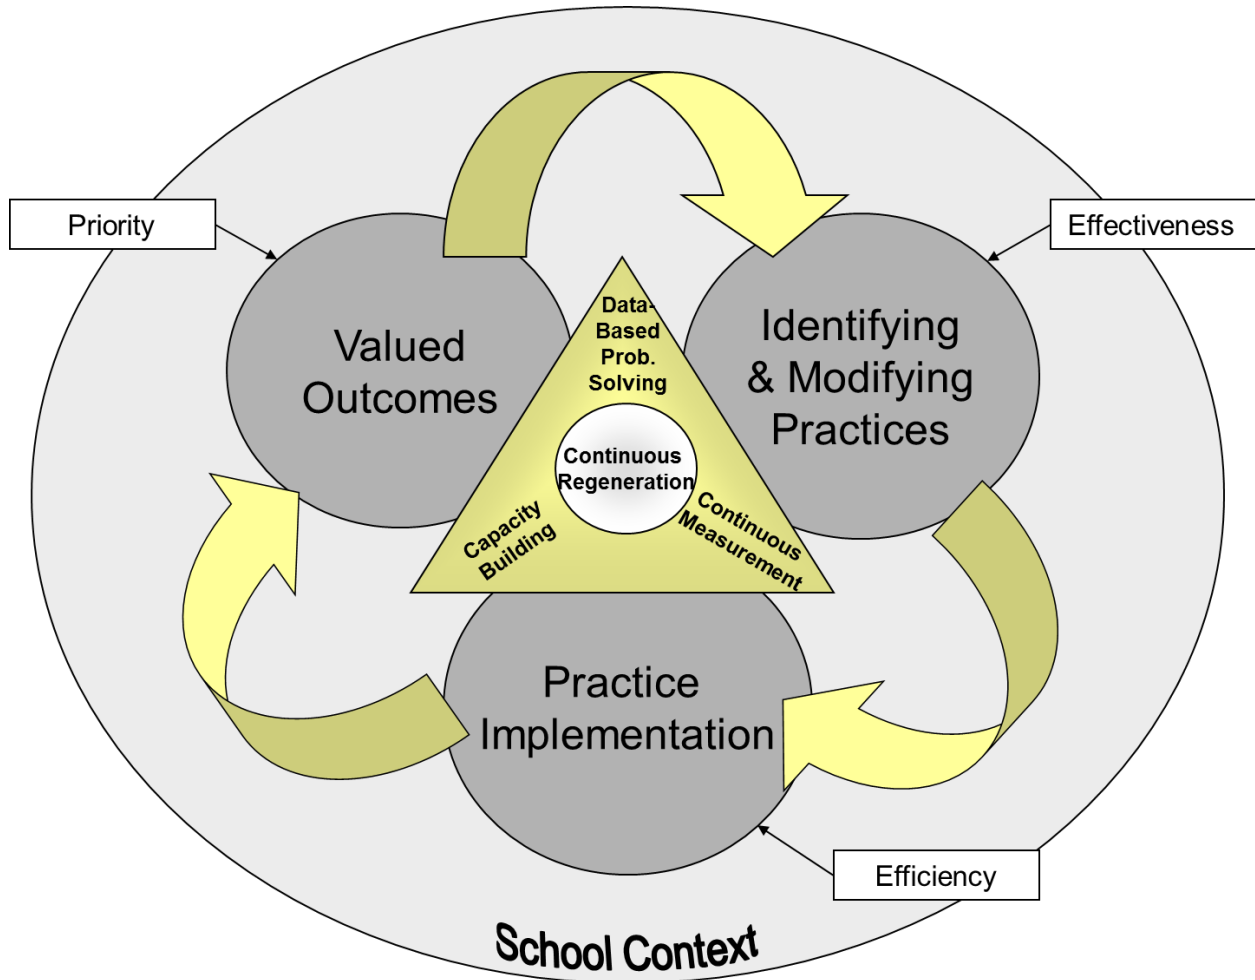 Priority
Effectiveness
Valued
Outcomes
Identifying
& Modifying
Practices
Data-
Based
Prob.
Solving
Continuous
Regeneration
Capacity
Building
Continuous
Measurement
Practice
Implementation
Efficiency
School Context